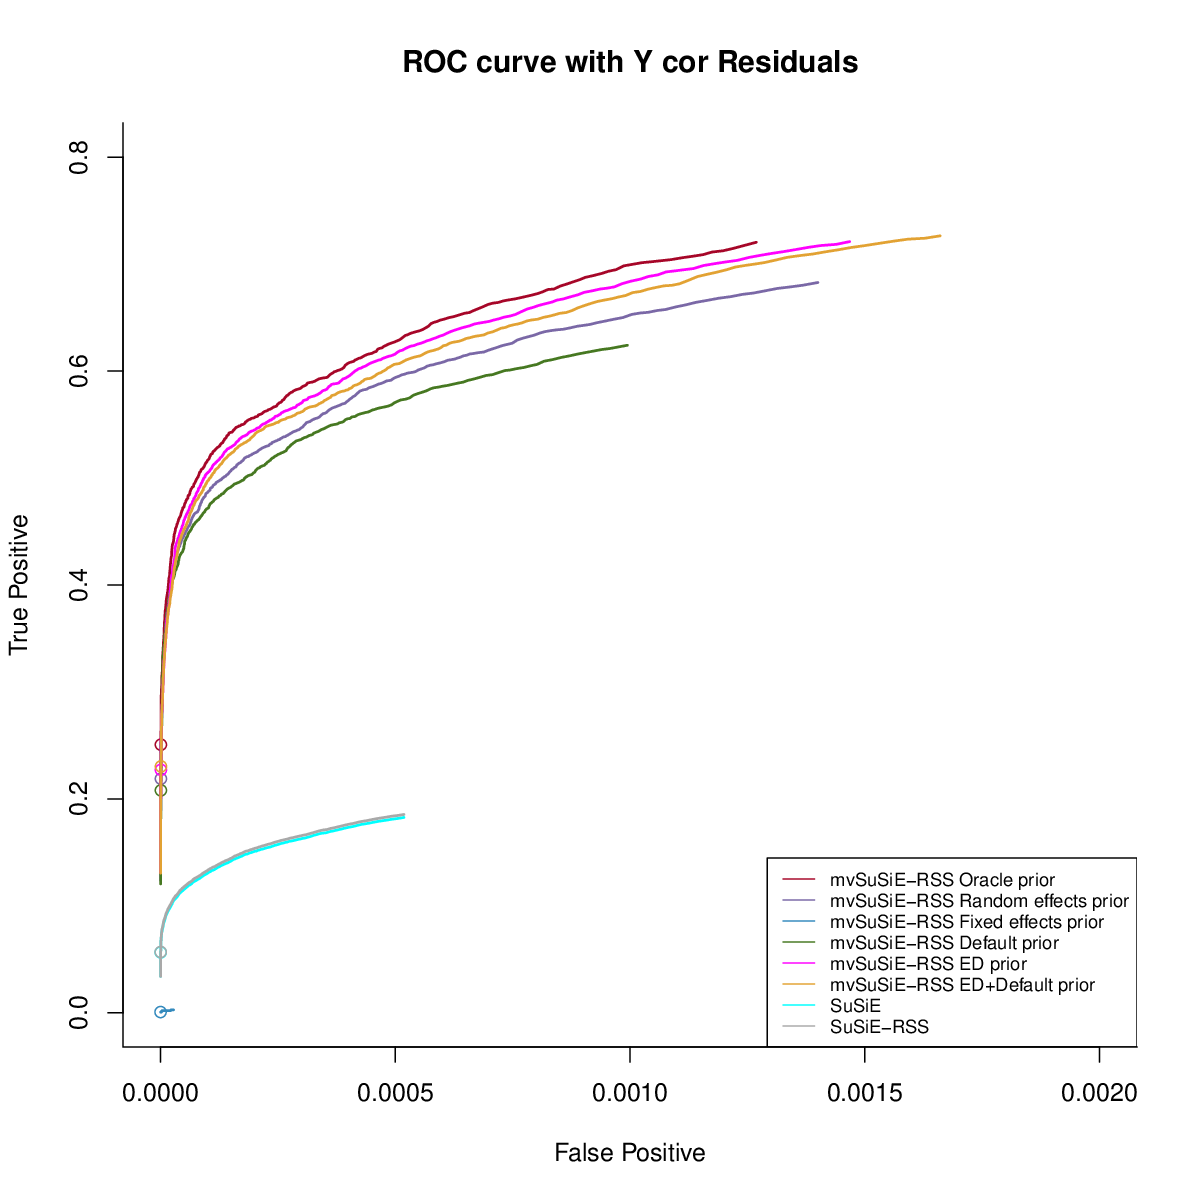 ROC curve with Y cor Residuals
True Positive
0.8
0.6
0.4
0.2
0.0
mvSuSiE−RSS Oracle prior
mvSuSiE−RSS Random effects prior
mvSuSiE−RSS Fixed effects prior
mvSuSiE−RSS Default prior
mvSuSiE−RSS ED prior
mvSuSiE−RSS ED+Default prior
SuSiE
SuSiE−RSS
0.0000 0.0005 0.0010 0.0015 0.0020
False Positive